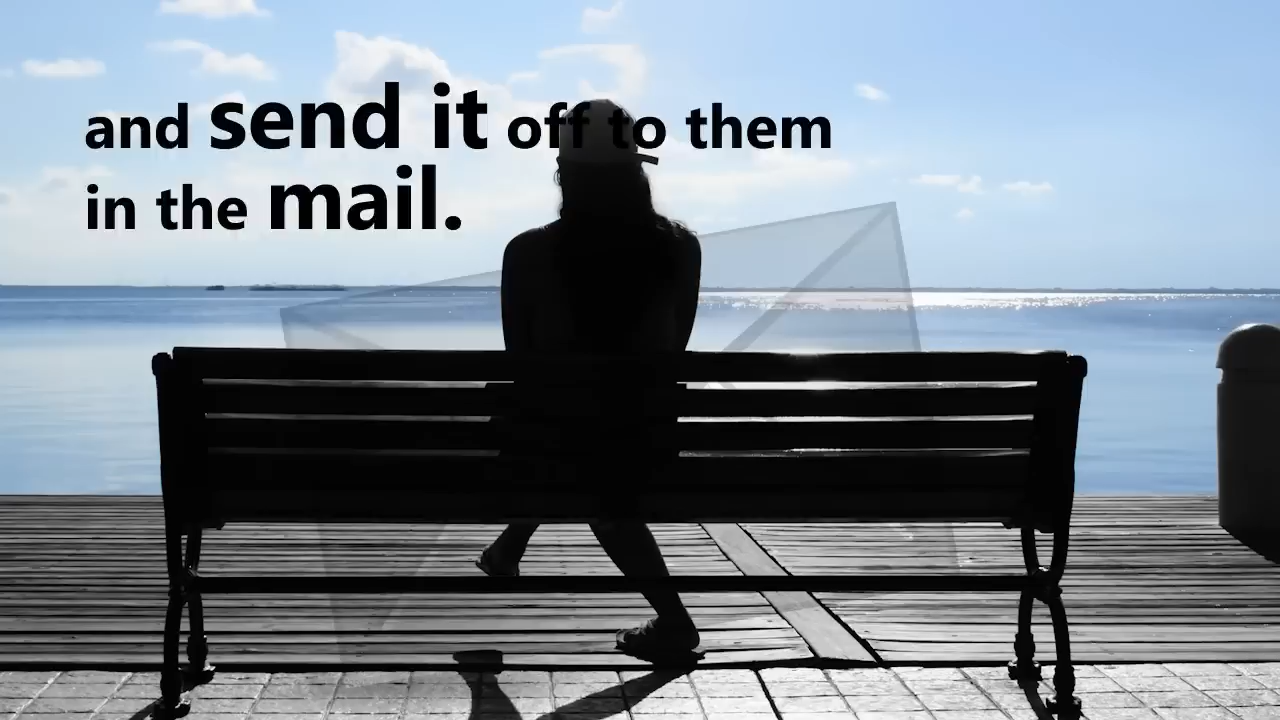 and send it off to them
in the mail.